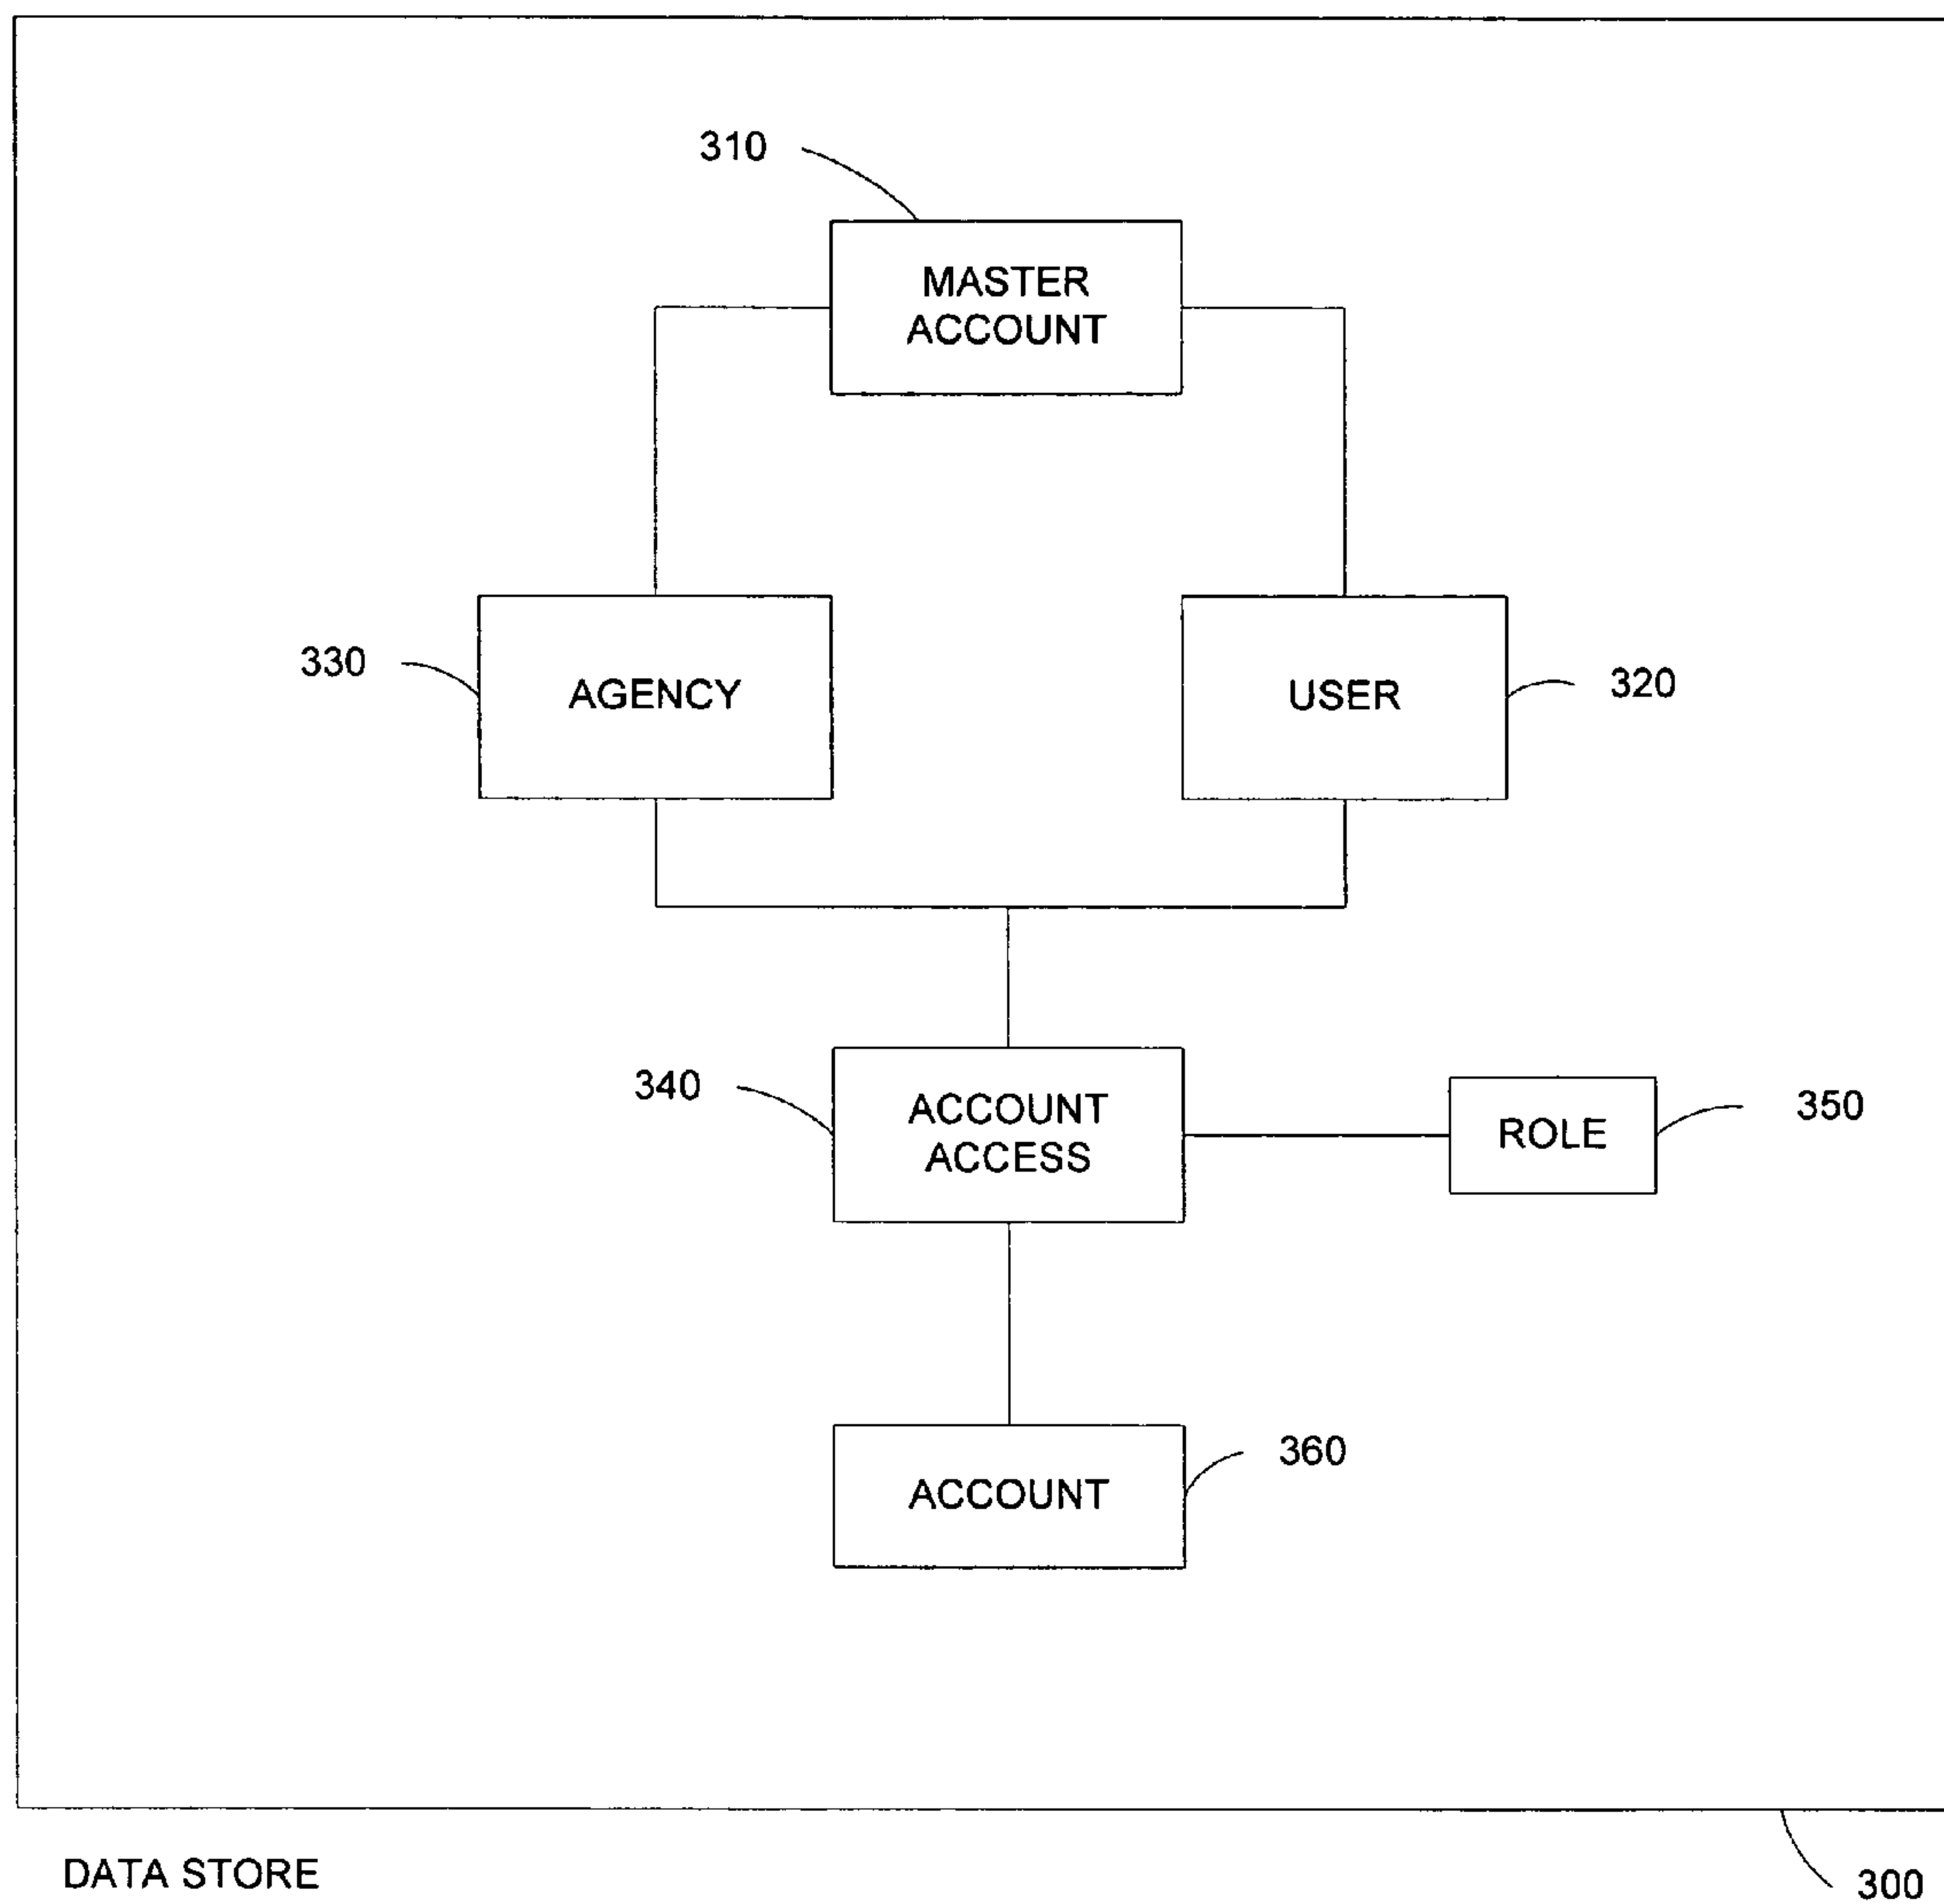 310
MASTER
ACCOUNT
330
AGENCY
USER
320
340
ACCOUNT
ACCESS
ROLE
350
ACCOUNT
360
DATA STORE
300